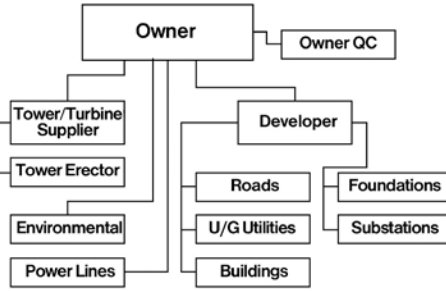 Owner
Owner QC
Tower/Turbine
Supplier
Developer
Tower Erector
Roads
Foundations
Environmental
U/G Utilities
Substations
Power Lines
Buildings